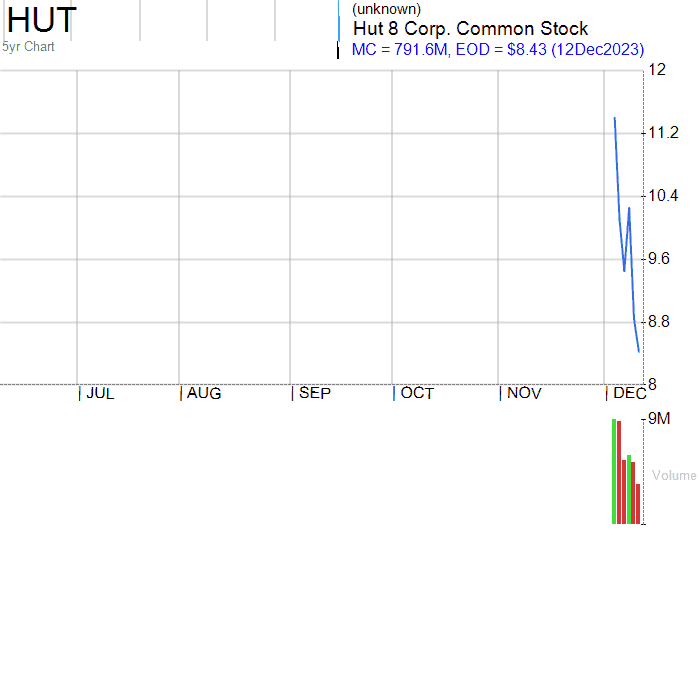 HUT
5yr Chart
(unknown)
Hut 8 Corp. Common Stock
MC = 791.6M, EOD = $8.43 (12Dec2023)
12
11.2
10.4
9.6
8.8
8
JUL
AUG
SEP
OCT
NOV
DEC
9M
Volume